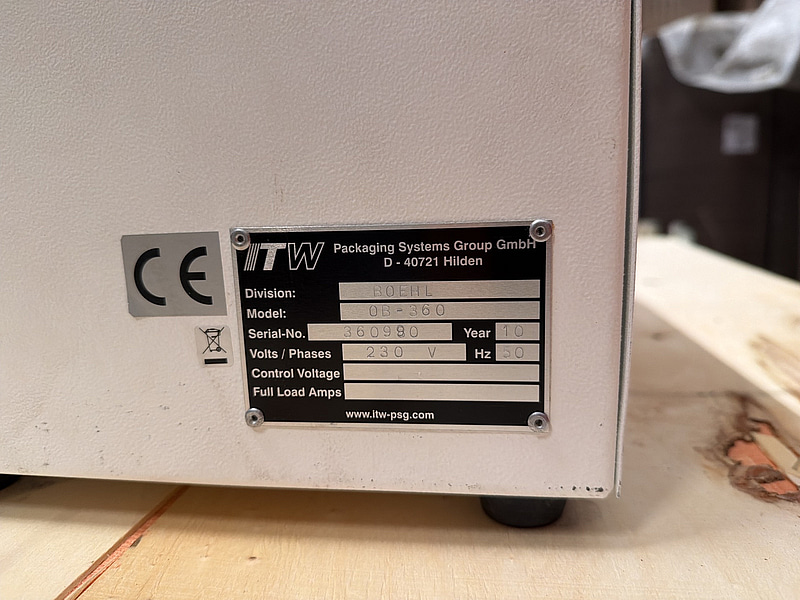 CE
ITW Packaging Systems Group GmbH
D - 40721 Hilden
Division: BOEHL
Model: OB-360
Serial-No. 360980 Year 10
Volts / Phases 230 V Hz 50
Control Voltage
Full Load Amps
www.itw-psg.com